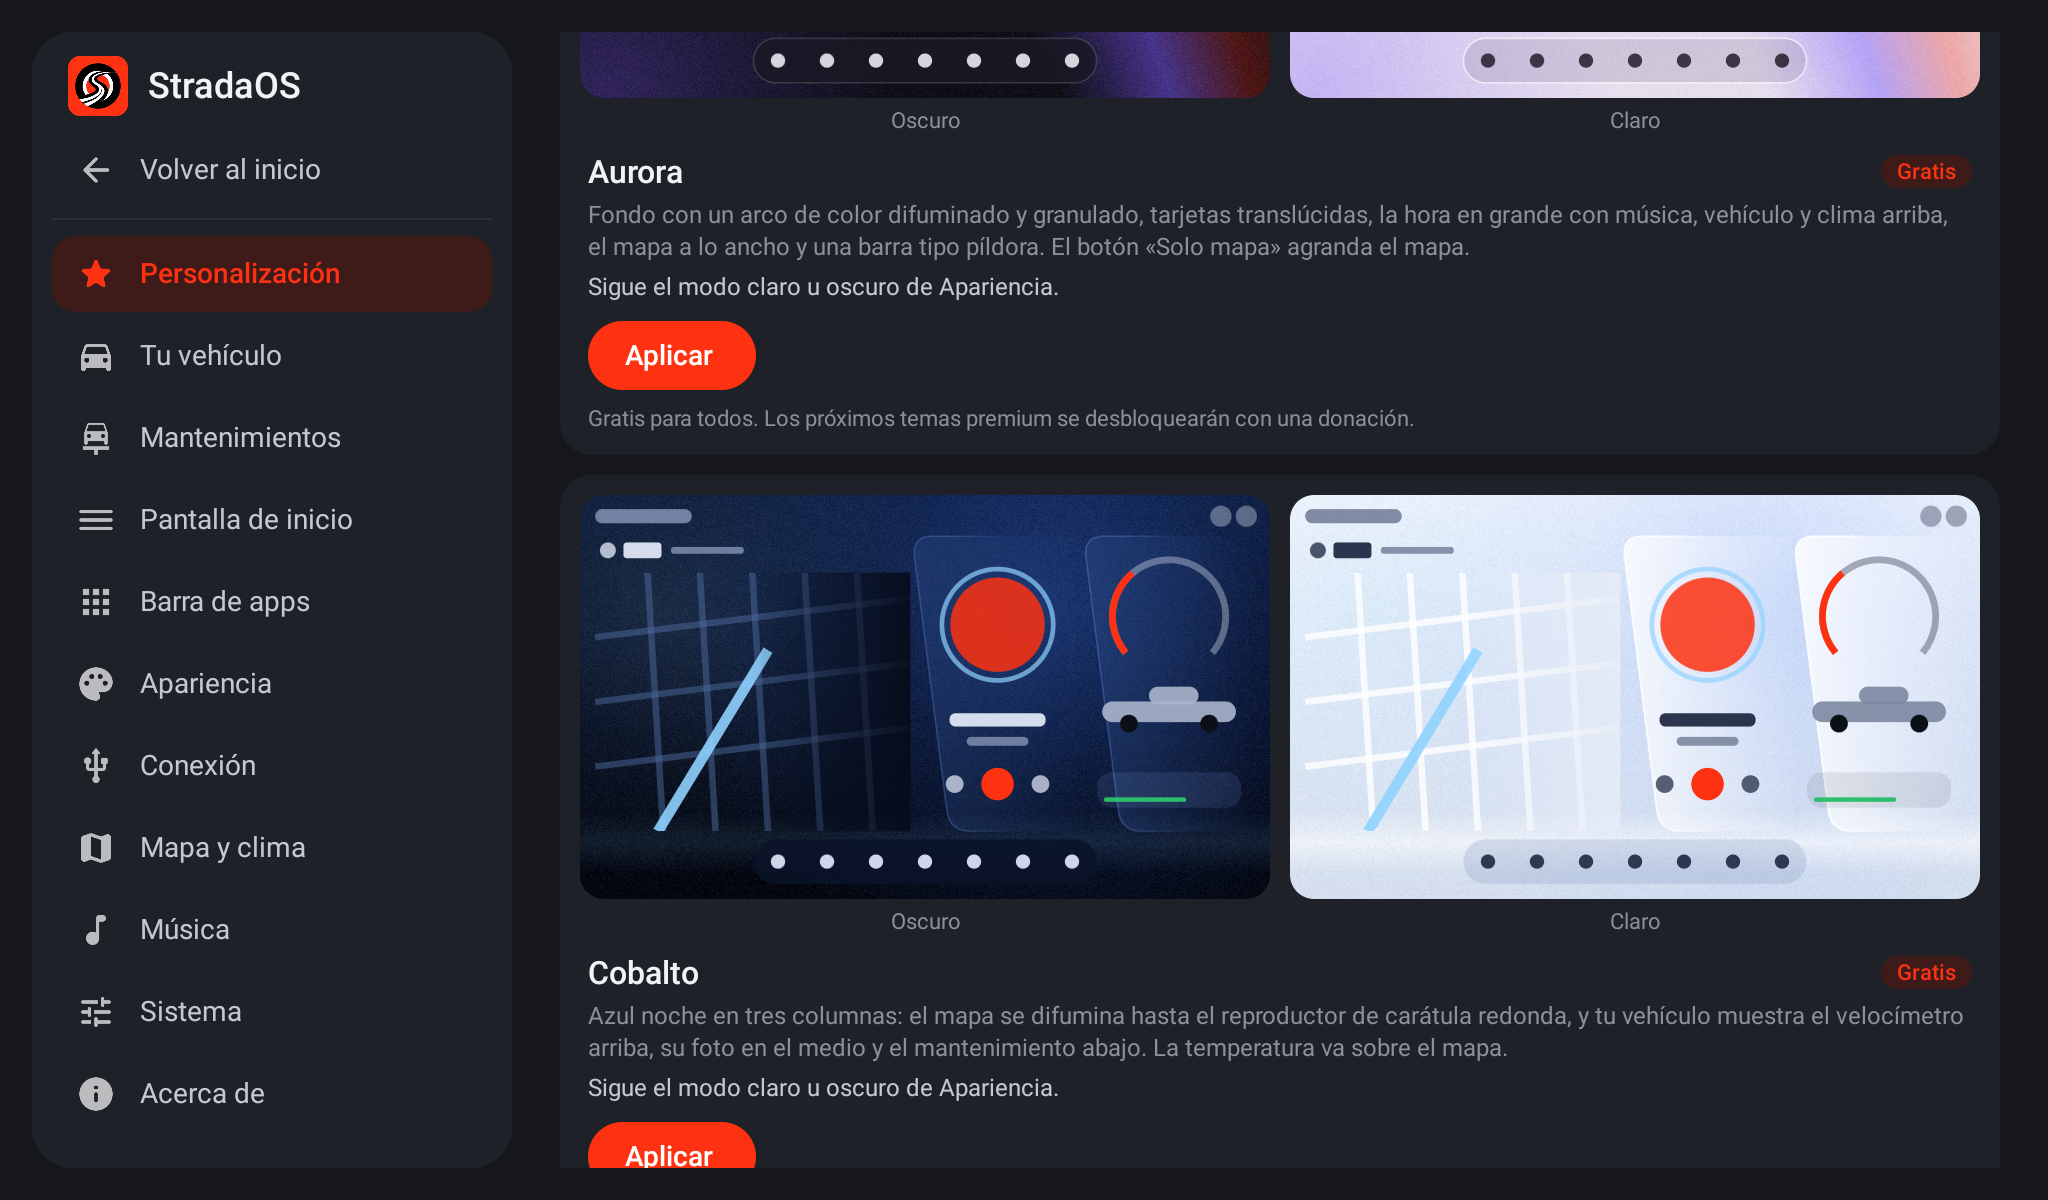 StradaOS
Volver al inicio
Personalización
Tu vehículo
Mantenimientos
Pantalla de inicio
Barra de apps
Apariencia
Conexión
Mapa y clima
Música
Sistema
Acerca de
Oscuro
Claro
Aurora
Gratis
Fondo con un arco de color difuminado y granulado, tarjetas translúcidas, la hora en grande con música, vehículo y clima arriba,
el mapa a lo ancho y una barra tipo píldora. El botón «Solo mapa» agranda el mapa.
Sigue el modo claro u oscuro de Apariencia.
Aplicar
Gratis para todos. Los próximos temas premium se desbloquearán con una donación.
Oscuro
Claro
Cobalto
Gratis
Azul noche en tres columnas: el mapa se difumina hasta el reproductor de carátula redonda, y tu vehículo muestra el velocímetro
arriba, su foto en el medio y el mantenimiento abajo. La temperatura va sobre el mapa.
Sigue el modo claro u oscuro de Apariencia.
Aplicar